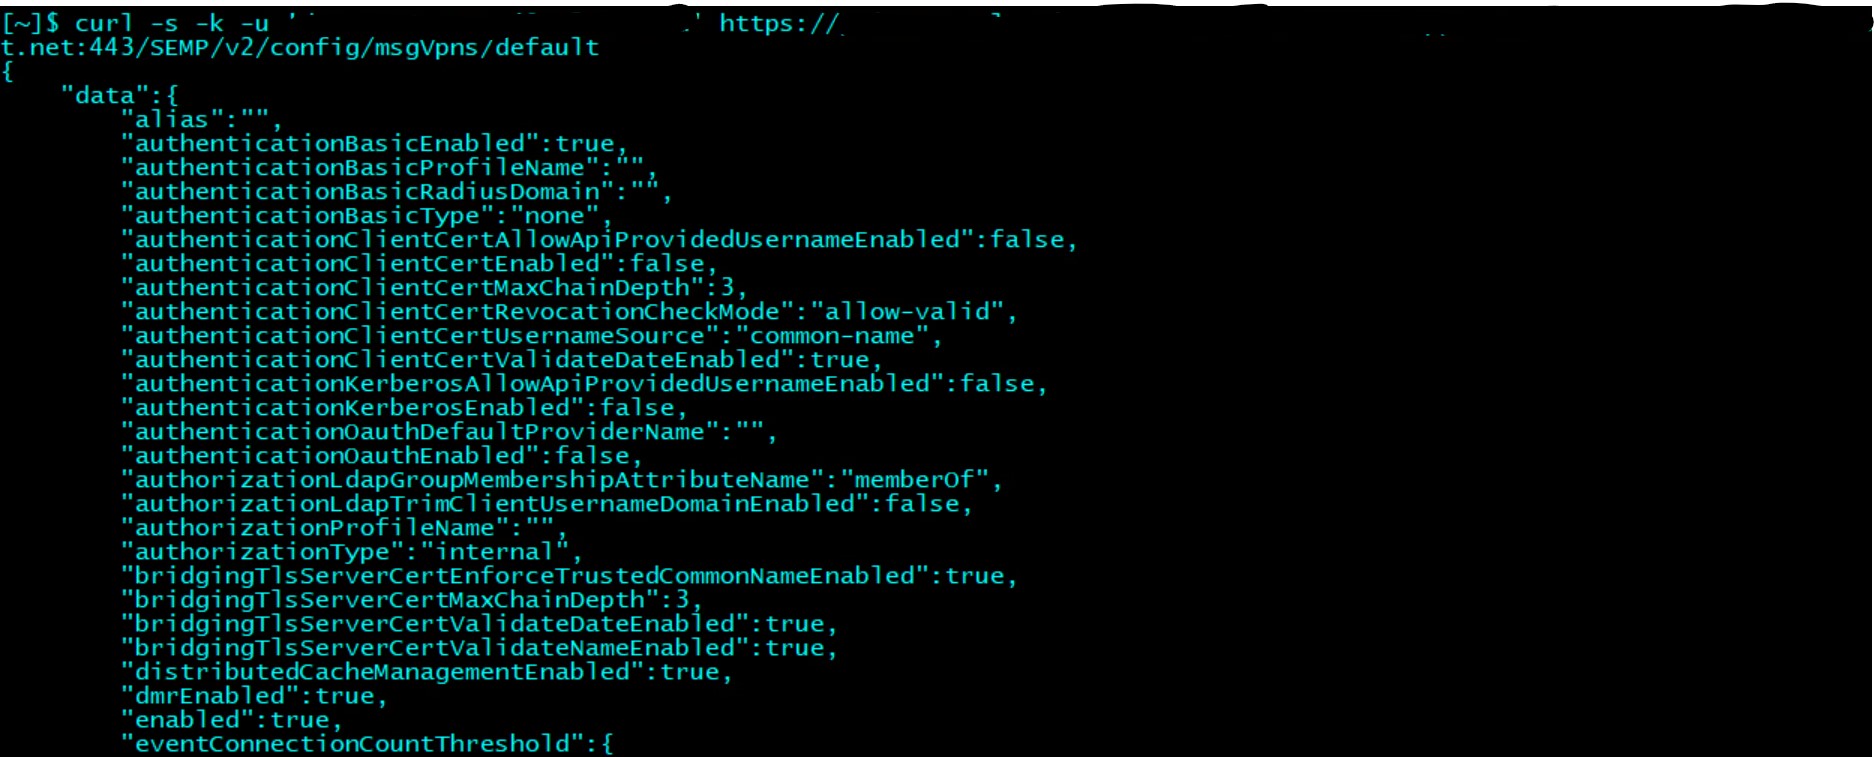 [~]$ curl -s -k -u ' ' https://
t.net:443/SEMP/v2/config/msgVpns/default
{
    "data":{
        "alias":"",
        "authenticationBasicEnabled":true,
        "authenticationBasicProfileName":"",
        "authenticationBasicRadiusDomain":"",
        "authenticationBasicType":"none",
        "authenticationClientCertAllowApiProvidedUsernameEnabled":false,
        "authenticationClientCertEnabled":false,
        "authenticationClientCertMaxChainDepth":3,
        "authenticationClientCertRevocationCheckMode":"allow-valid",
        "authenticationClientCertUsernameSource":"common-name",
        "authenticationClientCertValidateDateEnabled":true,
        "authenticationKerberosAllowApiProvidedUsernameEnabled":false,
        "authenticationKerberosEnabled":false,
        "authenticationOauthDefaultProviderName":"",
        "authenticationOauthEnabled":false,
        "authorizationLdapGroupMembershipAttributeName":"memberOf",
        "authorizationLdapTrimClientUsernameDomainEnabled":false,
        "authorizationProfileName":"",
        "authorizationType":"internal",
        "bridgingTlsServerCertEnforceTrustedCommonNameEnabled":true,
        "bridgingTlsServerCertMaxChainDepth":3,
        "bridgingTlsServerCertValidateDateEnabled":true,
        "bridgingTlsServerCertValidateNameEnabled":true,
        "distributedCacheManagementEnabled":true,
        "dmrEnabled":true,
        "enabled":true,
        "eventConnectionCountThreshold":{